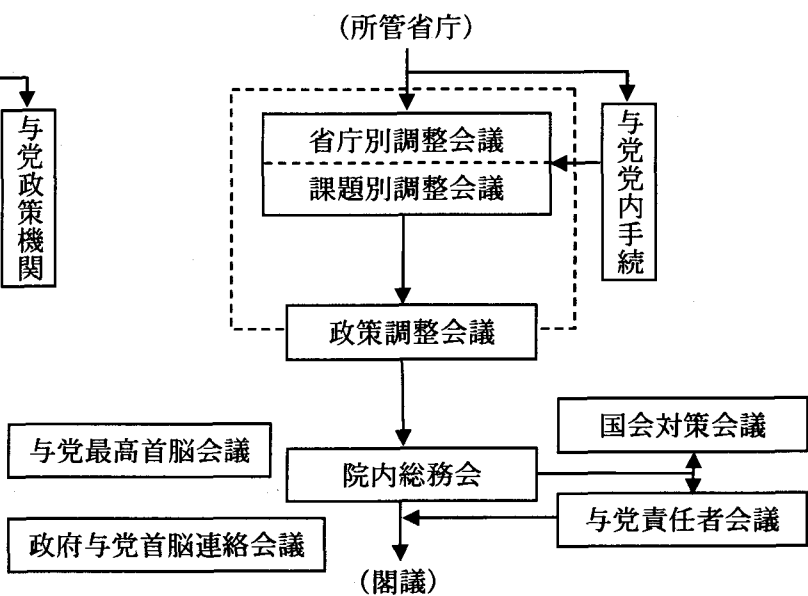 (所管省庁)
与党政策機関
省庁別調整会議
課題別調整会議
与党党内手続
政策調整会議
国会対策会議
与党最高首脳会議
院内総務会
与党責任者会議
政府与党首脳連絡会議
(閣議)